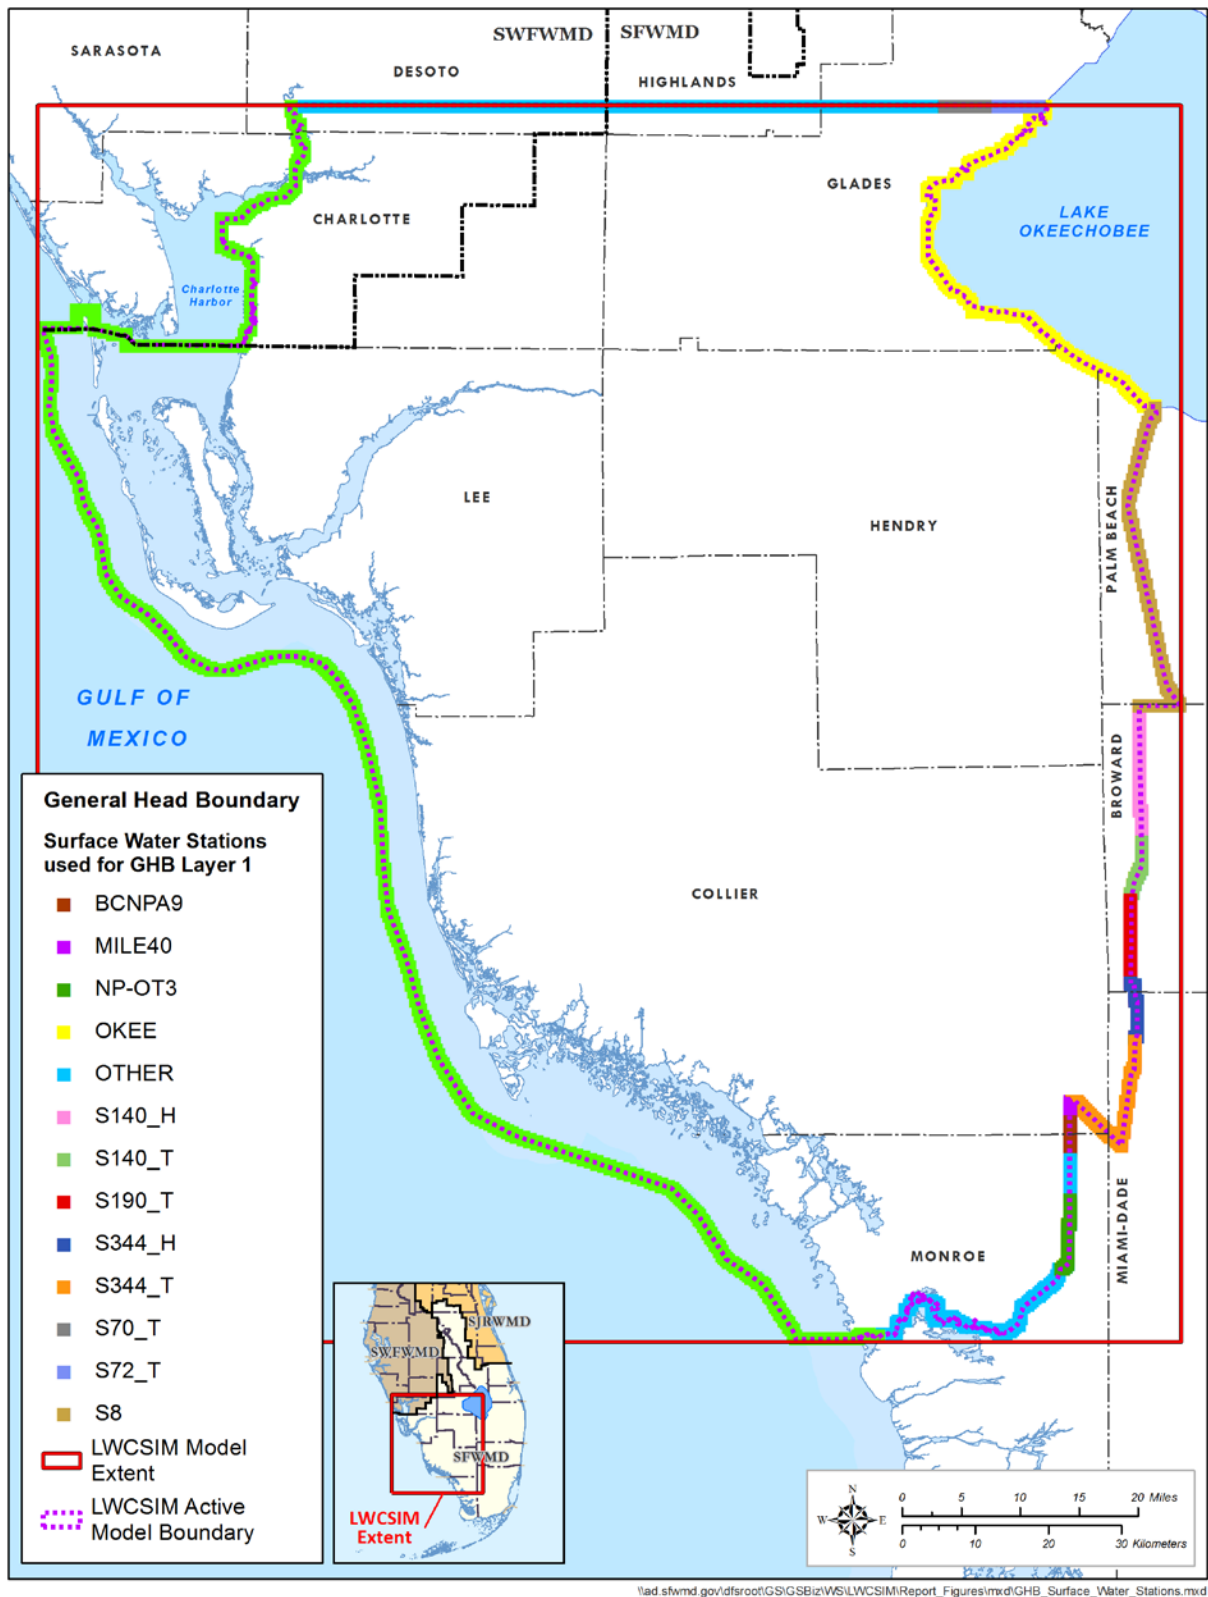 SWFWMD
SFWMD
SARASOTA
DESOTO
HIGHLANDS
GLADES
CHARLOTTE
LAKE
OKEECHOBEE
Charlotte
Harbor
LEE
HENDRY
PALM BEACH
GULF OF
MEXICO
BROWARD
COLLIER
MIAMI-DADE
MONROE
General Head Boundary
Surface Water Stations
used for GHB Layer 1
BCNPA9
MILE40
NP-OT3
OKEE
OTHER
S140_H
S140_T
S190_T
S344_H
S344_T
S70_T
S72_T
S8
LWCSIM Model
Extent
LWCSIM Active
Model Boundary
SJRWMD
SWFWMD
SFWMD
LWCSIM
Extent
N
W
E
S
0 5 10 15 20 Miles
0 10 20 30 Kilometers
\\ad.sfwmd.gov\dfsroot\GS\GSBiz\WS\LWCSIM\Report_Figures\mxd\GHB_Surface_Water_Stations.mxd